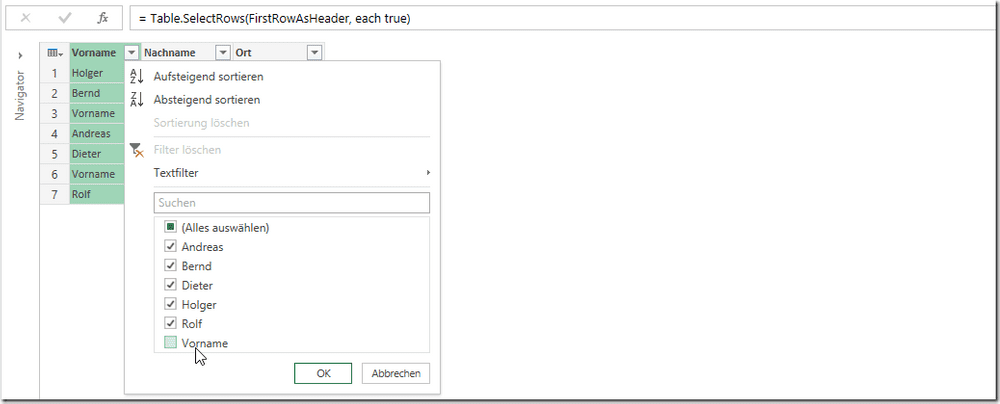 fx = Table.SelectRows(FirstRowAsHeader, each true)
Navigator
Vorname Nachname Ort
1 Holger
2 Bernd
3 Vorname
4 Andreas
5 Dieter
6 Vorname
7 Rolf
Aufsteigend sortieren
Absteigend sortieren
Sortierung löschen
Filter löschen
Textfilter
Suchen
(Alles auswählen)
Andreas
Bernd
Dieter
Holger
Rolf
Vorname
OK Abbrechen